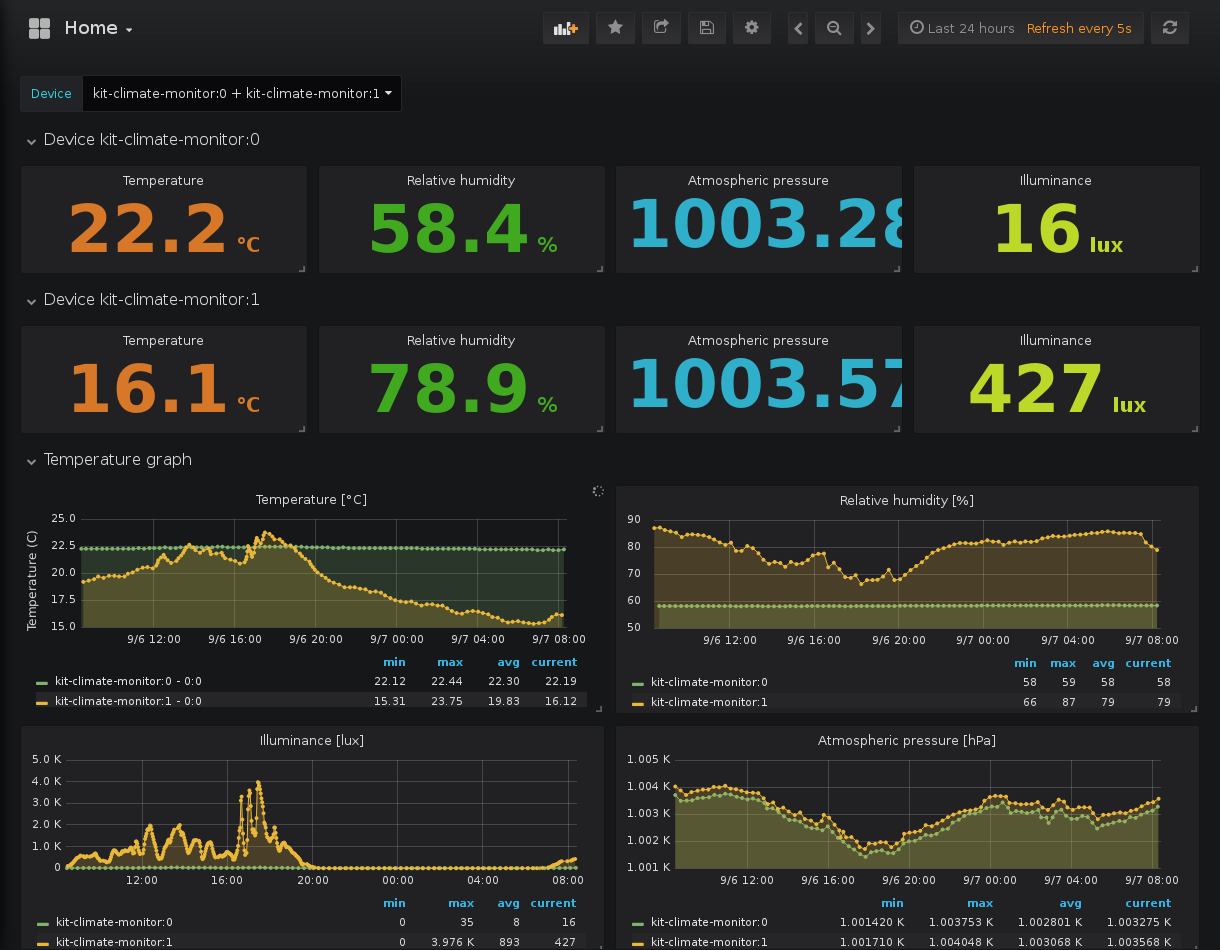 Home
Last 24 hours Refresh every 5s
Device kit-climate-monitor:0 + kit-climate-monitor:1
Device kit-climate-monitor:0
Temperature Relative humidity Atmospheric pressure Illuminance
22.2 °C 58.4 % 1003.28 16 lux
Device kit-climate-monitor:1
Temperature Relative humidity Atmospheric pressure Illuminance
16.1 °C 78.9 % 1003.57 427 lux
Temperature graph
Temperature [°C]
Temperature (C)
25.0
22.5
20.0
17.5
15.0
9/6 12:00 9/6 16:00 9/6 20:00 9/7 00:00 9/7 04:00 9/7 08:00
min max avg current
kit-climate-monitor:0 - 0:0 22.12 22.44 22.30 22.19
kit-climate-monitor:1 - 0:0 15.31 23.75 19.83 16.12
Relative humidity [%]
90
80
70
60
50
9/6 12:00 9/6 16:00 9/6 20:00 9/7 00:00 9/7 04:00 9/7 08:00
min max avg current
kit-climate-monitor:0 58 59 58 58
kit-climate-monitor:1 66 87 79 79
Illuminance [lux]
5.0 K
4.0 K
3.0 K
2.0 K
1.0 K
0
12:00 16:00 20:00 00:00 04:00 08:00
min max avg current
kit-climate-monitor:0 0 35 8 16
kit-climate-monitor:1 0 3.976 K 893 427
Atmospheric pressure [hPa]
1.005 K
1.004 K
1.003 K
1.002 K
1.001 K
9/6 12:00 9/6 16:00 9/6 20:00 9/7 00:00 9/7 04:00 9/7 08:00
min max avg current
kit-climate-monitor:0 1.001420 K 1.003753 K 1.002801 K 1.003275 K
kit-climate-monitor:1 1.001710 K 1.004048 K 1.003068 K 1.003568 K